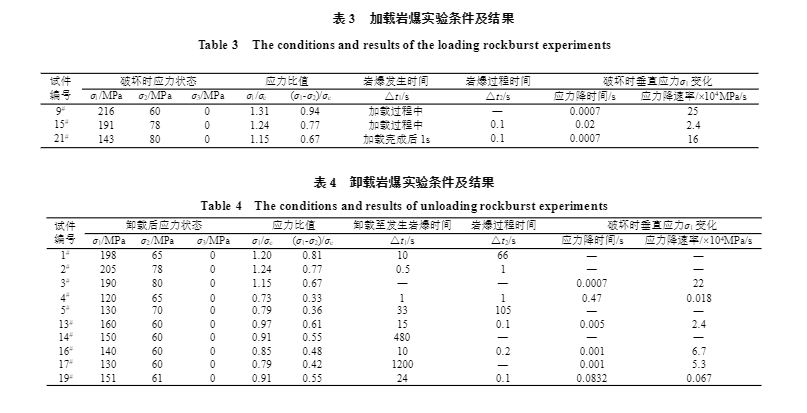 表 3 加载岩爆实验条件及结果
Table 3 The conditions and results of the loading rockburst experiments
试件编号 破坏时应力状态 应力比值 岩爆发生时间 岩爆过程时间 破坏时垂直应力σ₁变化
σ₁/MPa σ₂/MPa σ₃/MPa σ₁/σc (σ₁-σ₂)/σc △t₁/s △t₂/s 应力降时间/s 应力降速率/×10⁴MPa/s
9# 216 60 0 1.31 0.94 加载过程中 — 0.0007 25
15# 191 78 0 1.24 0.77 加载过程中 0.1 0.02 2.4
21# 143 80 0 1.15 0.67 加载完成后 1s 0.1 0.0007 16
表 4 卸载岩爆实验条件及结果
Table 4 The conditions and results of unloading rockburst experiments
试件编号 卸载后应力状态 应力比值 卸载至发生岩爆时间 岩爆过程时间 破坏时垂直应力σ₁变化
σ₁/MPa σ₂/MPa σ₃/MPa σ₁/σc (σ₁-σ₂)/σc △t₁/s △t₂/s 应力降时间/s 应力降速率/×10⁴MPa/s
1# 198 65 0 1.20 0.81 10 66 — —
2# 205 78 0 1.24 0.77 0.5 1 — —
3# 190 80 0 1.15 0.67 — — 0.0007 22
4# 120 65 0 0.73 0.33 1 1 0.47 0.018
5# 130 70 0 0.79 0.36 33 105 — —
13# 160 60 0 0.97 0.61 15 0.1 0.005 2.4
14# 150 60 0 0.91 0.55 480 — — —
16# 140 60 0 0.85 0.48 10 0.2 0.001 6.7
17# 130 60 0 0.79 0.42 1200 — 0.001 5.3
19# 151 61 0 0.91 0.55 24 0.1 0.0832 0.067